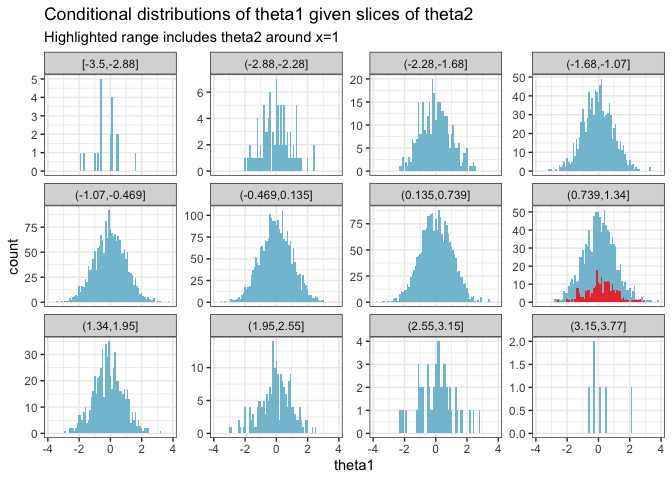 Conditional distributions of theta1 given slices of theta2
Highlighted range includes theta2 around x=1
[-3.5,-2.88] (-2.88,-2.28] (-2.28,-1.68] (-1.68,-1.07]
5 4 3 2 1 0
6 4 2 0
20 15 10 5 0
50 40 30 20 10 0
(-1.07,-0.469] (-0.469,0.135] (0.135,0.739] (0.739,1.34]
75 50 25 0
100 75 50 25 0
75 50 25 0
50 40 30 20 10 0
count
(1.34,1.95] (1.95,2.55] (2.55,3.15] (3.15,3.77]
30 20 10 0
10 5 0
4 3 2 1 0
2.0 1.5 1.0 0.5 0.0
-4 -2 0 2 4 -4 -2 0 2 4 -4 -2 0 2 4 -4 -2 0 2 4
theta1